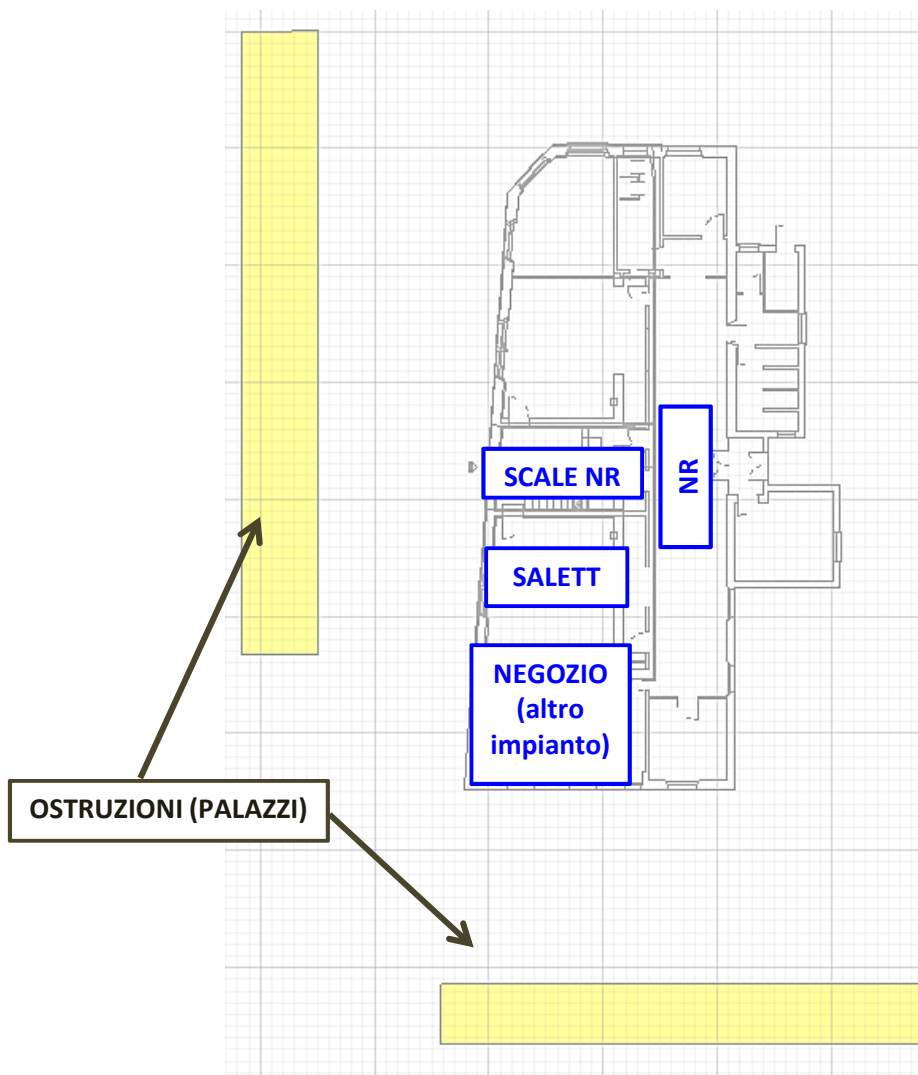 SCALE NR
NR
SALETT
NEGOZIO
(altro
impianto)
OSTRUZIONI (PALAZZI)